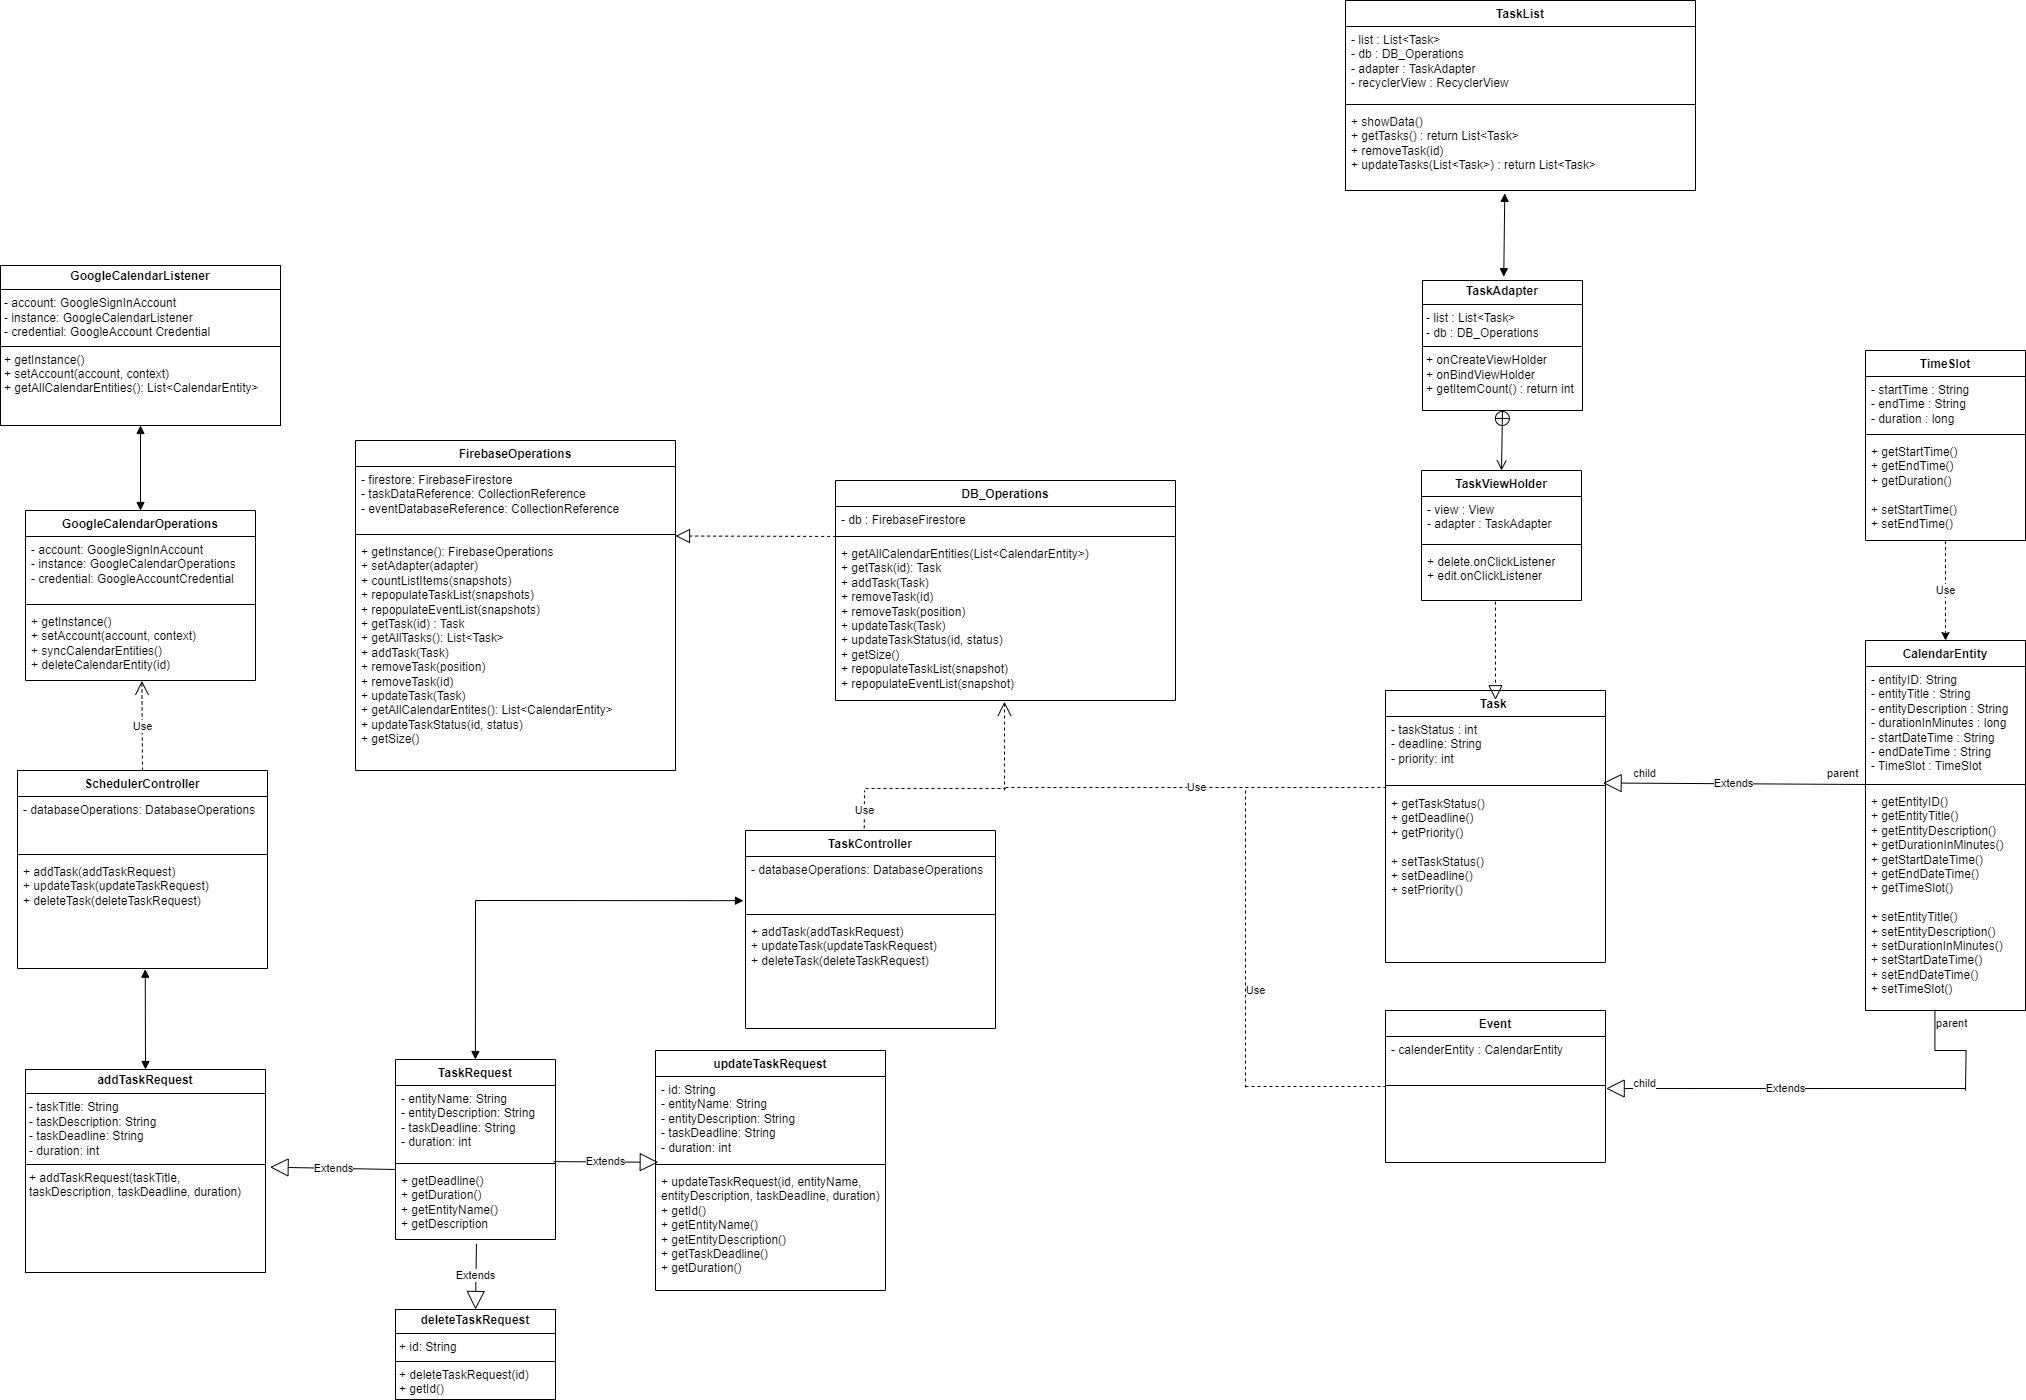 TaskList
- list : List<Task>
- db : DB_Operations
- adapter : TaskAdapter
- recyclerView : RecyclerView
+ showData()
+ getTasks() : return List<Task>
+ removeTask(id)
+ updateTasks(List<Task>) : return List<Task>
GoogleCalendarListener
- account: GoogleSignInAccount
- instance: GoogleCalendarListener
- credential: GoogleAccount Credential
+ getInstance()
+ setAccount(account, context)
+ getAllCalendarEntities(): List<CalendarEntity>
TaskAdapter
- list : List<Task>
- db : DB_Operations
+ onCreateViewHolder
+ onBindViewHolder
+ getItemCount() : return int
TimeSlot
- startTime : String
- endTime : String
- duration : long
+ getStartTime()
+ getEndTime()
+ getDuration()
+ setStartTime()
+ setEndTime()
Use
FirebaseOperations
- firestore: FirebaseFirestore
- taskDataReference: CollectionReference
- eventDatabaseReference: CollectionReference
+ getInstance(): FirebaseOperations
+ setAdapter(adapter)
+ countListItems(snapshots)
+ repopulateTaskList(snapshots)
+ repopulateEventList(snapshots)
+ getTask(id) : Task
+ getAllTasks(): List<Task>
+ addTask(Task)
+ removeTask(position)
+ removeTask(id)
+ updateTask(Task)
+ getAllCalendarEntites(): List<CalendarEntity>
+ updateTaskStatus(id, status)
+ getSize()
DB_Operations
- db : FirebaseFirestore
+ getAllCalendarEntities(List<CalendarEntity>)
+ getTask(id): Task
+ addTask(Task)
+ removeTask(id)
+ removeTask(position)
+ updateTask(Task)
+ updateTaskStatus(id, status)
+ getSize()
+ repopulateTaskList(snapshot)
+ repopulateEventList(snapshot)
TaskViewHolder
- view : View
- adapter : TaskAdapter
+ delete.onClickListener
+ edit.onClickListener
GoogleCalendarOperations
- account: GoogleSignInAccount
- instance: GoogleCalendarOperations
- credential: GoogleAccountCredential
+ getInstance()
+ setAccount(account, context)
+ syncCalendarEntities()
+ deleteCalendarEntity(id)
Use
CalendarEntity
- entityID: String
- entityTitle : String
- entityDescription : String
- durationInMinutes : long
- startDateTime : String
- endDateTime : String
- TimeSlot : TimeSlot
+ getEntityID()
+ getEntityTitle()
+ getEntityDescription()
+ getDurationInMinutes()
+ getStartDateTime()
+ getEndDateTime()
+ getTimeSlot()
+ setEntityTitle()
+ setEntityDescription()
+ setDurationInMinutes()
+ setStartDateTime()
+ setEndDateTime()
+ setTimeSlot()
Task
- taskStatus : int
- deadline: String
- priority: int
+ getTaskStatus()
+ getDeadline()
+ getPriority()
+ setTaskStatus()
+ setDeadline()
+ setPriority()
child
Extends
parent
Use
Use
Use
SchedulerController
- databaseOperations: DatabaseOperations
+ addTask(addTaskRequest)
+ updateTask(updateTaskRequest)
+ deleteTask(deleteTaskRequest)
TaskController
- databaseOperations: DatabaseOperations
+ addTask(addTaskRequest)
+ updateTask(updateTaskRequest)
+ deleteTask(deleteTaskRequest)
Event
- calenderEntity : CalendarEntity
child
Extends
parent
addTaskRequest
- taskTitle: String
- taskDescription: String
- taskDeadline: String
- duration: int
+ addTaskRequest(taskTitle,
taskDescription, taskDeadline, duration)
Extends
TaskRequest
- entityName: String
- entityDescription: String
- taskDeadline: String
- duration: int
+ getDeadline()
+ getDuration()
+ getEntityName()
+ getDescription
Extends
updateTaskRequest
- id: String
- entityName: String
- entityDescription: String
- taskDeadline: String
- duration: int
+ updateTaskRequest(id, entityName,
entityDescription, taskDeadline, duration)
+ getId()
+ getEntityName()
+ getEntityDescription()
+ getTaskDeadline()
+ getDuration()
Extends
deleteTaskRequest
+ id: String
+ deleteTaskRequest(id)
+ getId()